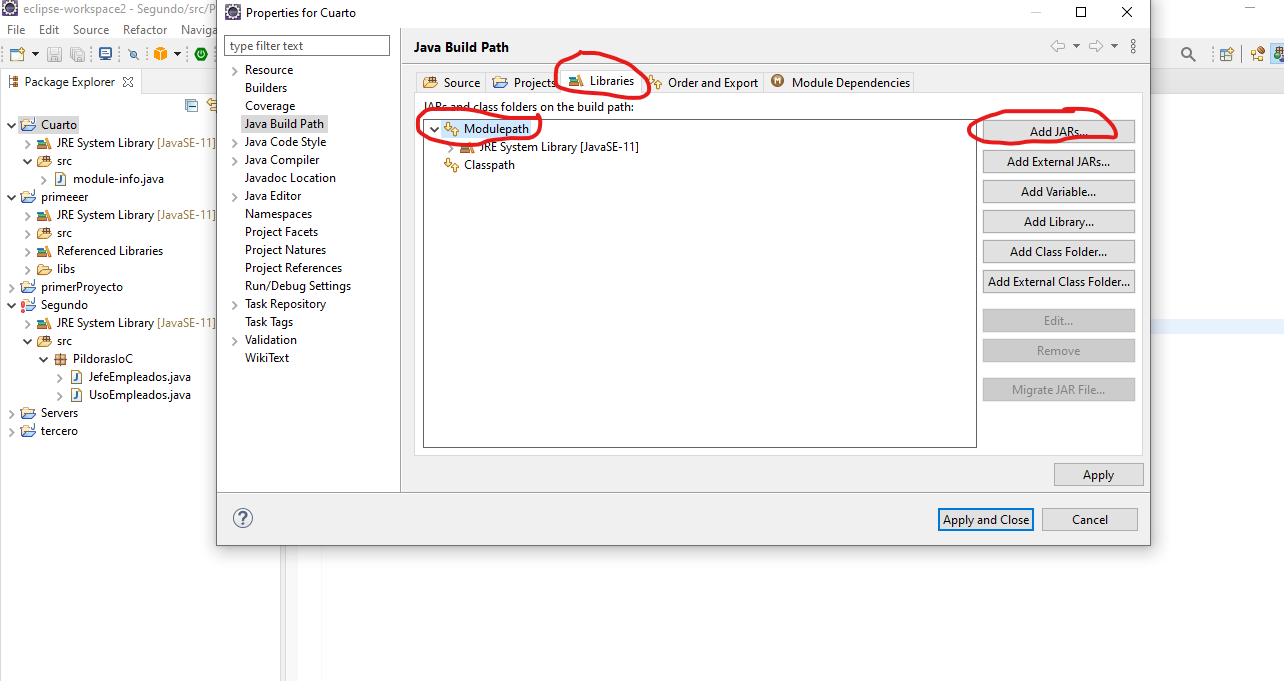 eclipse-workspace2 - Segundo/src/P
File Edit Source Refactor Naviga
Package Explorer
Cuarto
JRE System Library [JavaSE-11]
src
module-info.java
primeeer
JRE System Library [JavaSE-11]
src
Referenced Libraries
libs
primerProyecto
Segundo
JRE System Library [JavaSE-11]
src
PildorasIoC
JefeEmpleados.java
UsoEmpleados.java
Servers
tercero
Properties for Cuarto
type filter text
Resource
Builders
Coverage
Java Build Path
Java Code Style
Java Compiler
Javadoc Location
Java Editor
Namespaces
Project Facets
Project Natures
Project References
Run/Debug Settings
Task Repository
Task Tags
Validation
WikiText
Java Build Path
Source Projects Libraries Order and Export Module Dependencies
JARs and class folders on the build path:
Modulepath
JRE System Library [JavaSE-11]
Classpath
Add JARs...
Add External JARs...
Add Variable...
Add Library...
Add Class Folder...
Add External Class Folder...
Edit...
Remove
Migrate JAR File...
Apply
Apply and Close Cancel